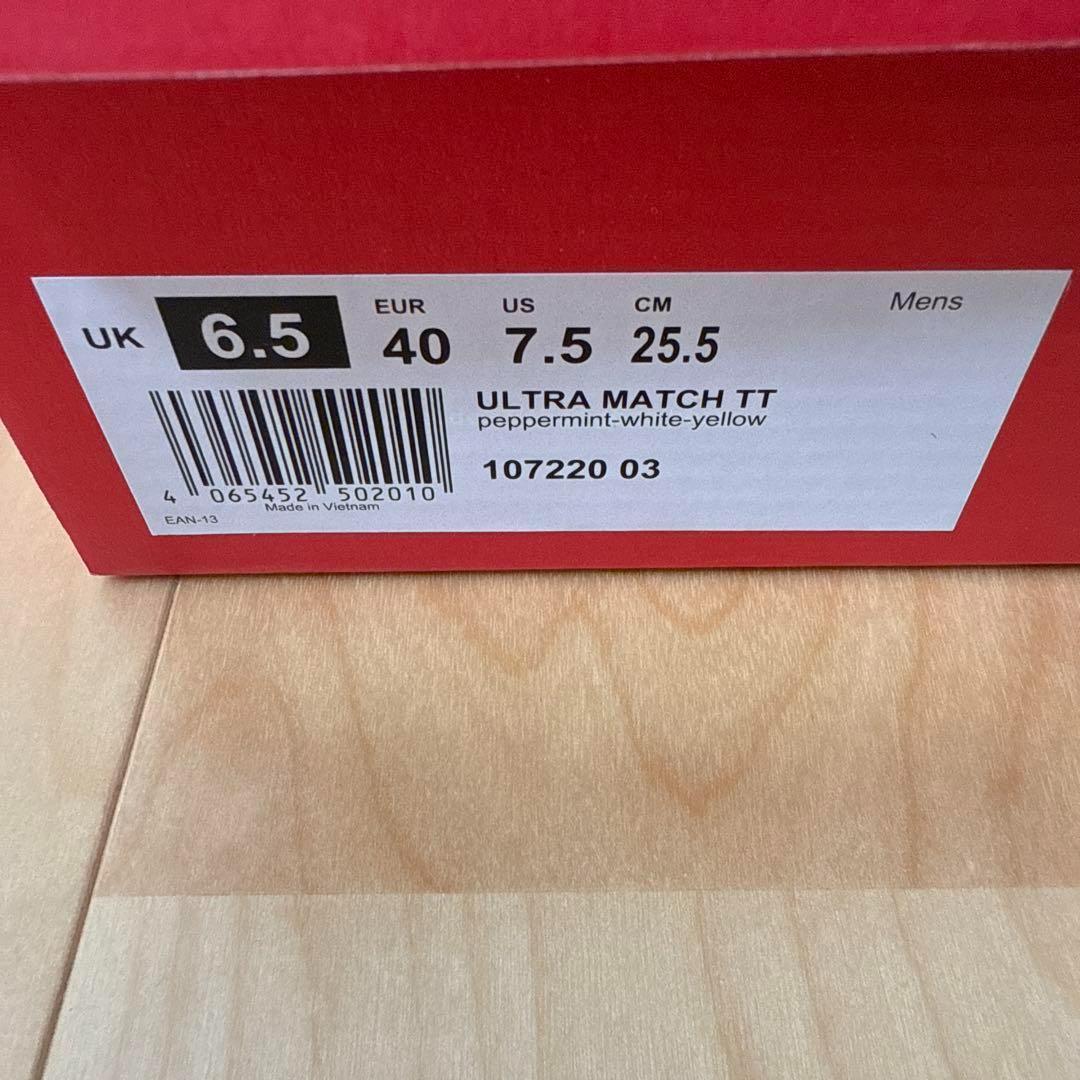 UK 6.5
EUR 40
US 7.5
CM 25.5
Mens
ULTRA MATCH TT
peppermint-white-yellow
107220 03
4 065452 502010
Made in Vietnam
EAN-13